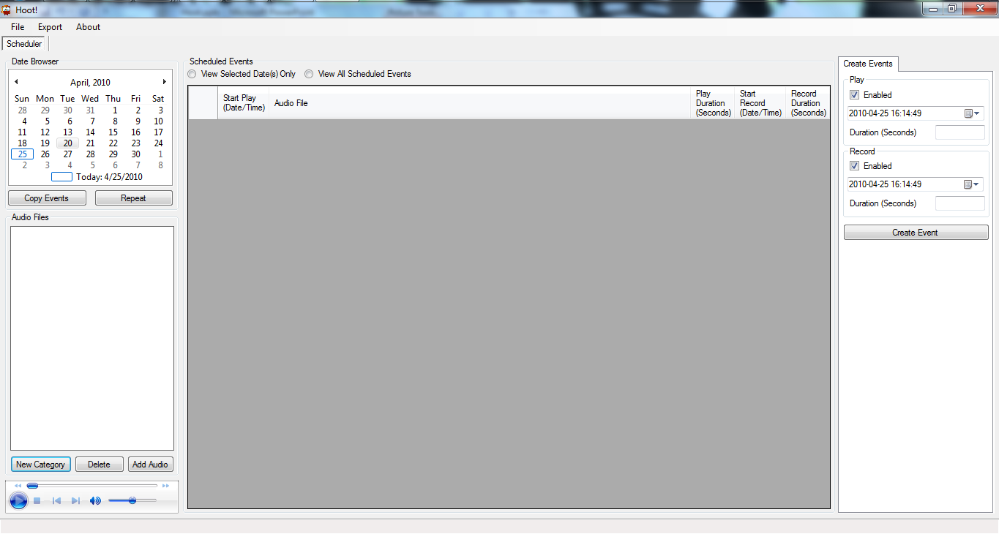 Hoot!
File Export About
Scheduler
Date Browser
April, 2010
Sun Mon Tue Wed Thu Fri Sat
28 29 30 31 1 2 3
4 5 6 7 8 9 10
11 12 13 14 15 16 17
18 19 20 21 22 23 24
25 26 27 28 29 30 1
2 3 4 5 6 7 8
Today: 4/25/2010
Copy Events Repeat
Audio Files
New Category Delete Add Audio
Scheduled Events
View Selected Date(s) Only View All Scheduled Events
Start Play
(Date/Time)
Audio File
Play
Duration
(Seconds)
Start
Record
(Date/Time)
Record
Duration
(Seconds)
Create Events
Play
Enabled
2010-04-25 16:14:49
Duration (Seconds)
Record
Enabled
2010-04-25 16:14:49
Duration (Seconds)
Create Event